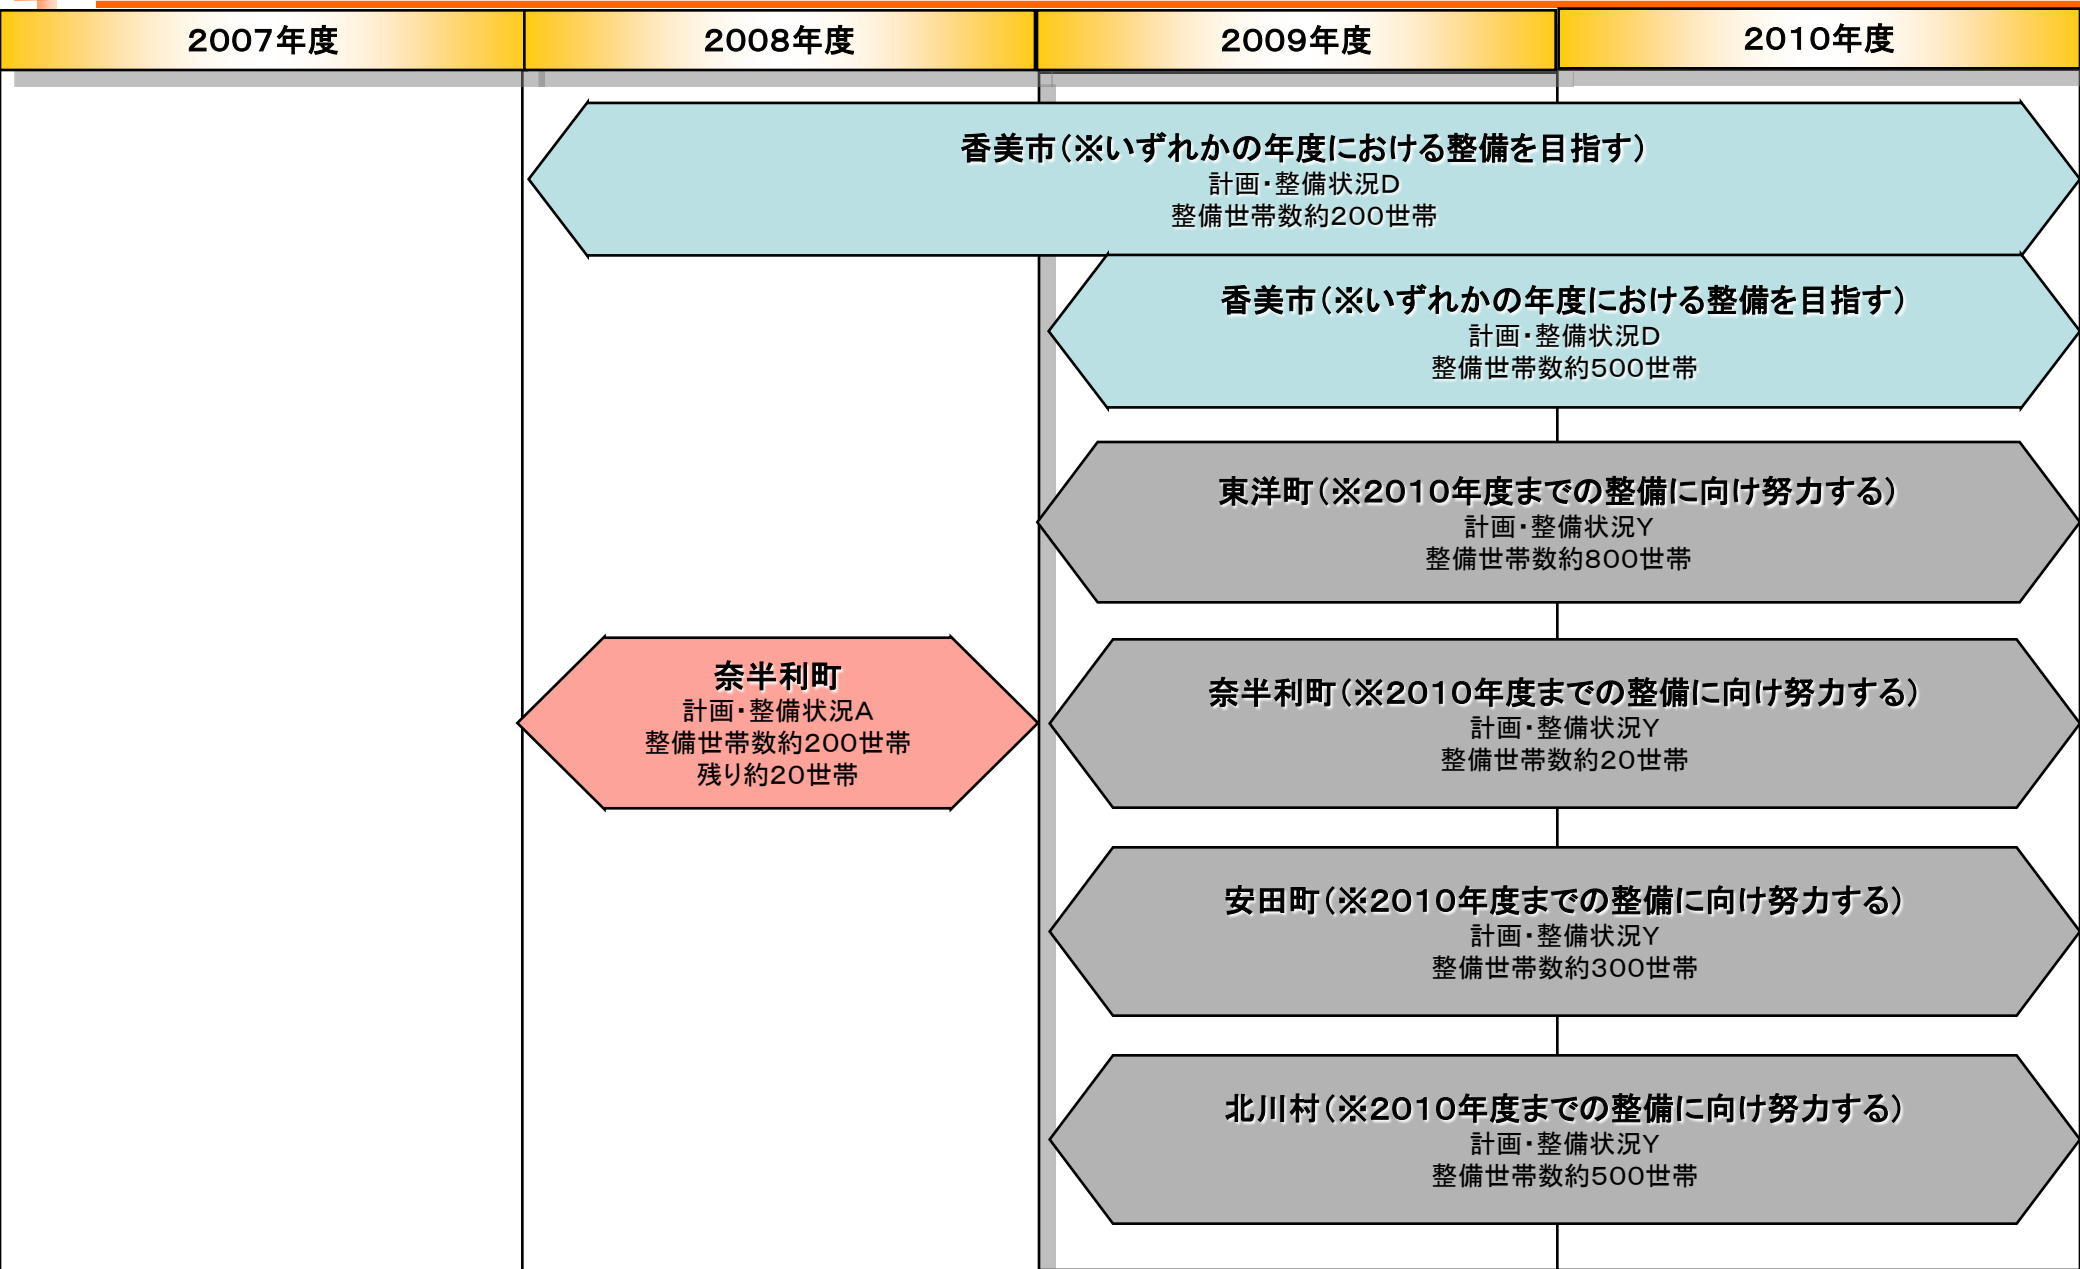 2007年度
2008年度
2009年度
2010年度
香美市(※いずれかの年度における整備を目指す)
計画・整備状況D
整備世帯数約200世帯
香美市(※いずれかの年度における整備を目指す)
計画・整備状況D
整備世帯数約500世帯
東洋町(※2010年度までの整備に向け努力する)
計画・整備状況Y
整備世帯数約800世帯
奈半利町
計画・整備状況A
整備世帯数約200世帯
残り約20世帯
奈半利町(※2010年度までの整備に向け努力する)
計画・整備状況Y
整備世帯数約20世帯
安田町(※2010年度までの整備に向け努力する)
計画・整備状況Y
整備世帯数約300世帯
北川村(※2010年度までの整備に向け努力する)
計画・整備状況Y
整備世帯数約500世帯